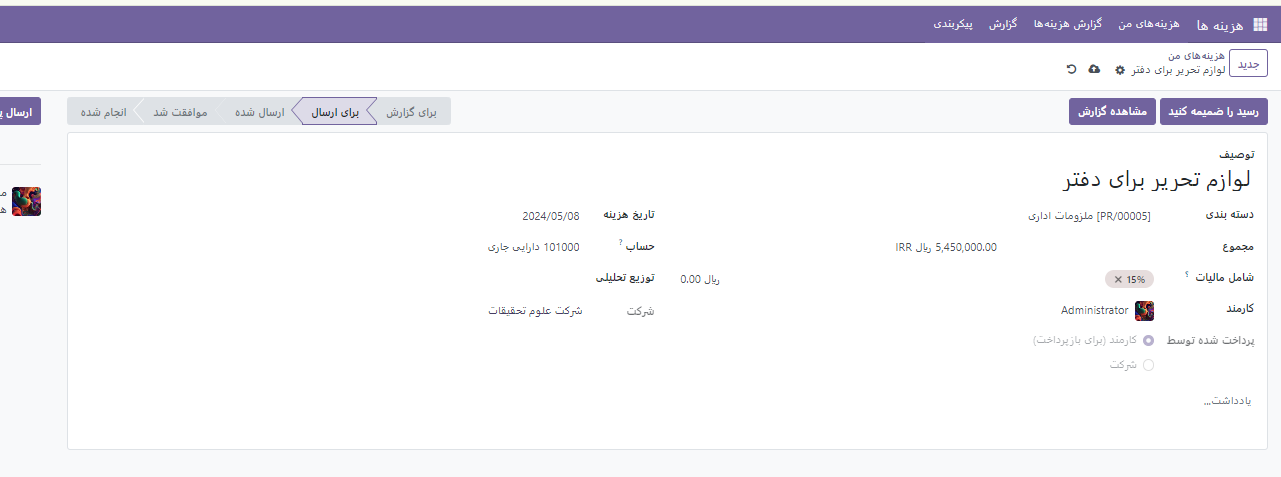 هزینه ها هزینه‌های من گزارش هزینه‌ها گزارش پیکربندی
جدید
هزینه‌های من
لوازم تحریر برای دفتر
رسید را ضمیمه کنید مشاهده گزارش
برای گزارش برای ارسال ارسال شده موافقت شد انجام شده
توصیف
لوازم تحریر برای دفتر
دسته بندی [PR/00005] ملزومات اداری
تاریخ هزینه 2024/05/08
مجموع 5,450,000.00 ریال IRR
حساب ? 101000 دارایی جاری
شامل مالیات ? 15% ریال 0.00
توزیع تحلیلی
کارمند Administrator
شرکت شرکت علوم تحقیقات
پرداخت شده توسط کارمند (برای بازپرداخت)
شرکت
یادداشت...
ارسال